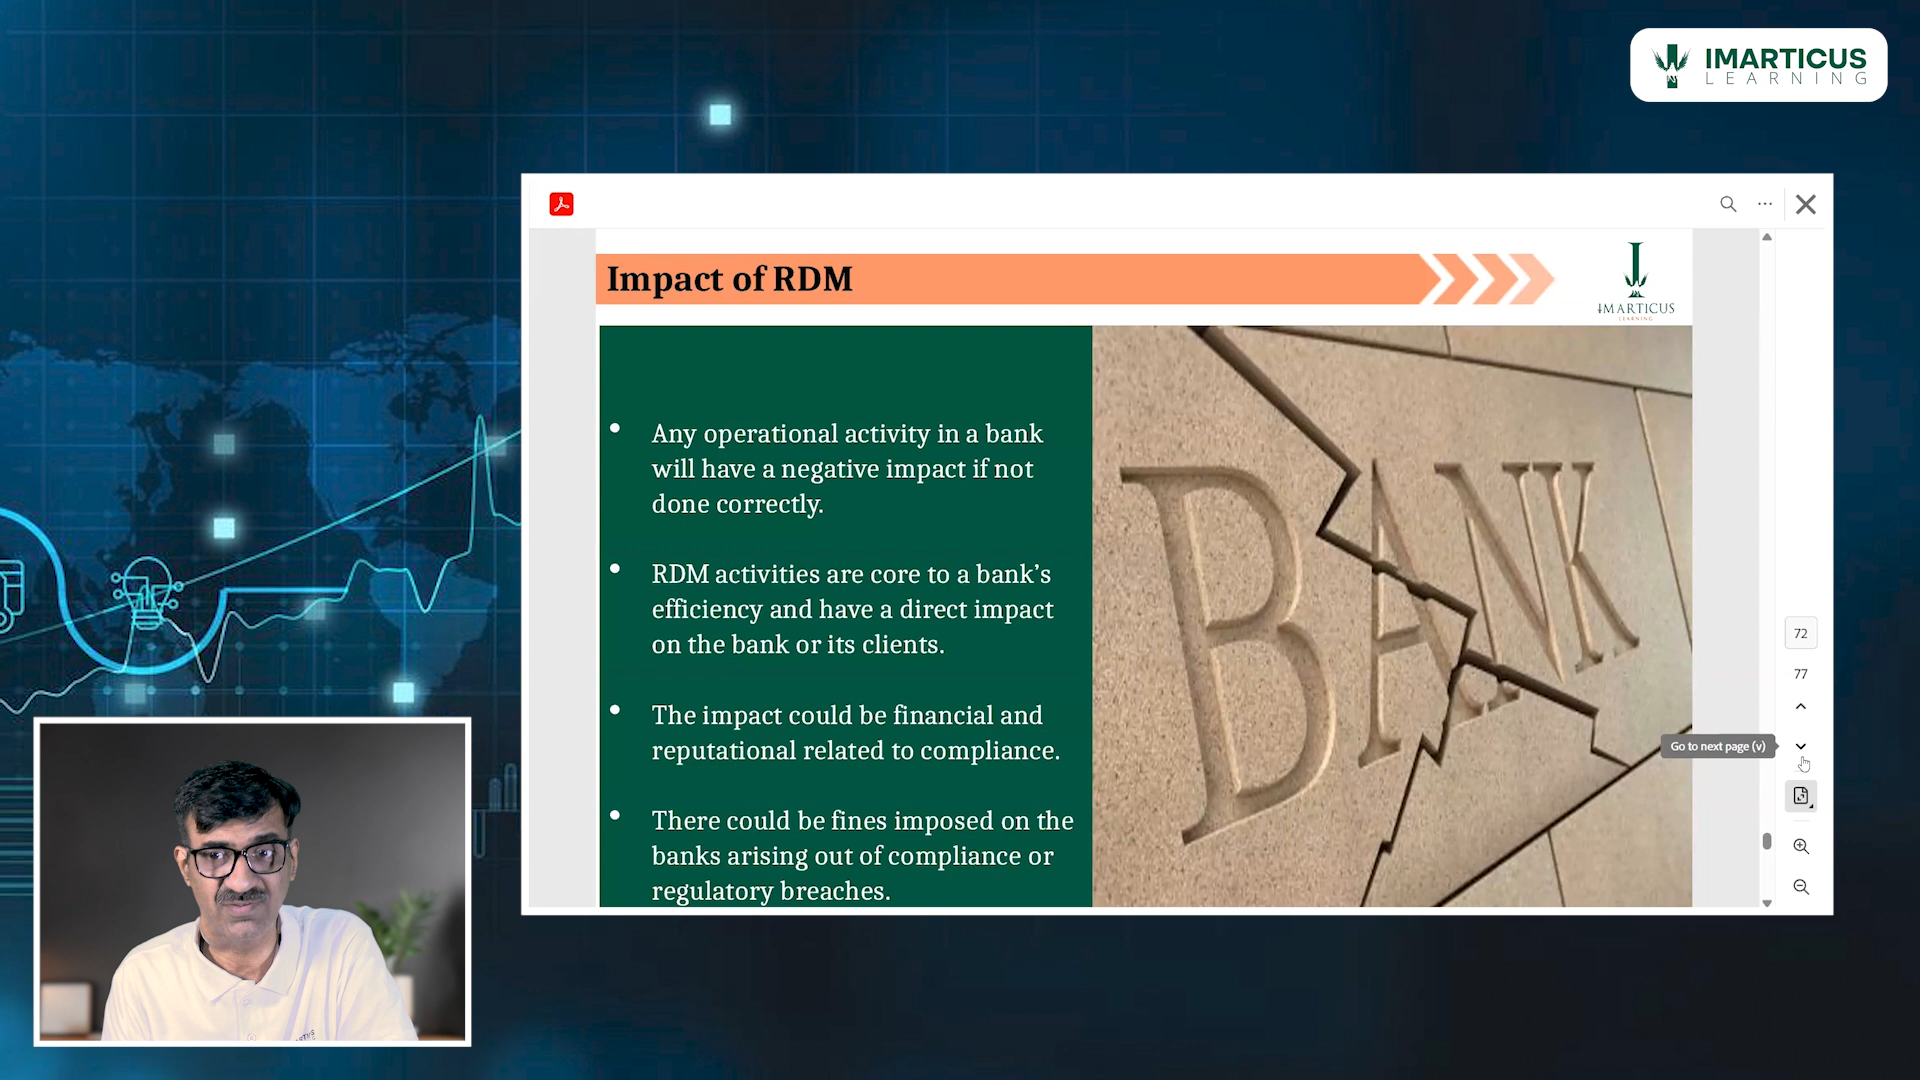 IMARTICUS
LEARNING
Impact of RDM
IMARTICUS
LEARNING
• Any operational activity in a bank
will have a negative impact if not
done correctly.
• RDM activities are core to a bank’s
efficiency and have a direct impact
on the bank or its clients.
• The impact could be financial and
reputational related to compliance.
• There could be fines imposed on the
banks arising out of compliance or
regulatory breaches.
BANK
72
77
Go to next page (v)